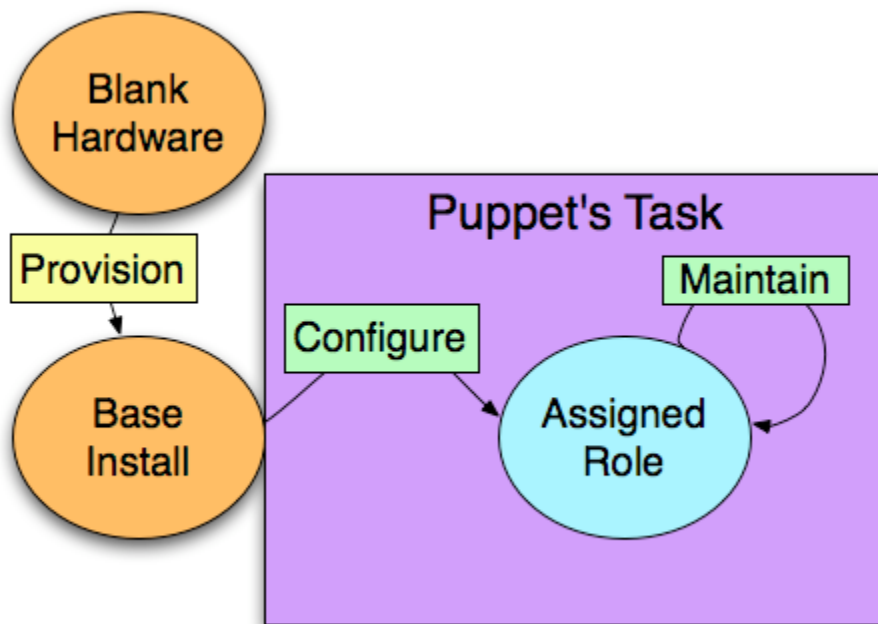 Blank
Hardware
Provision
Base
Install
Puppet's Task
Configure
Maintain
Assigned
Role